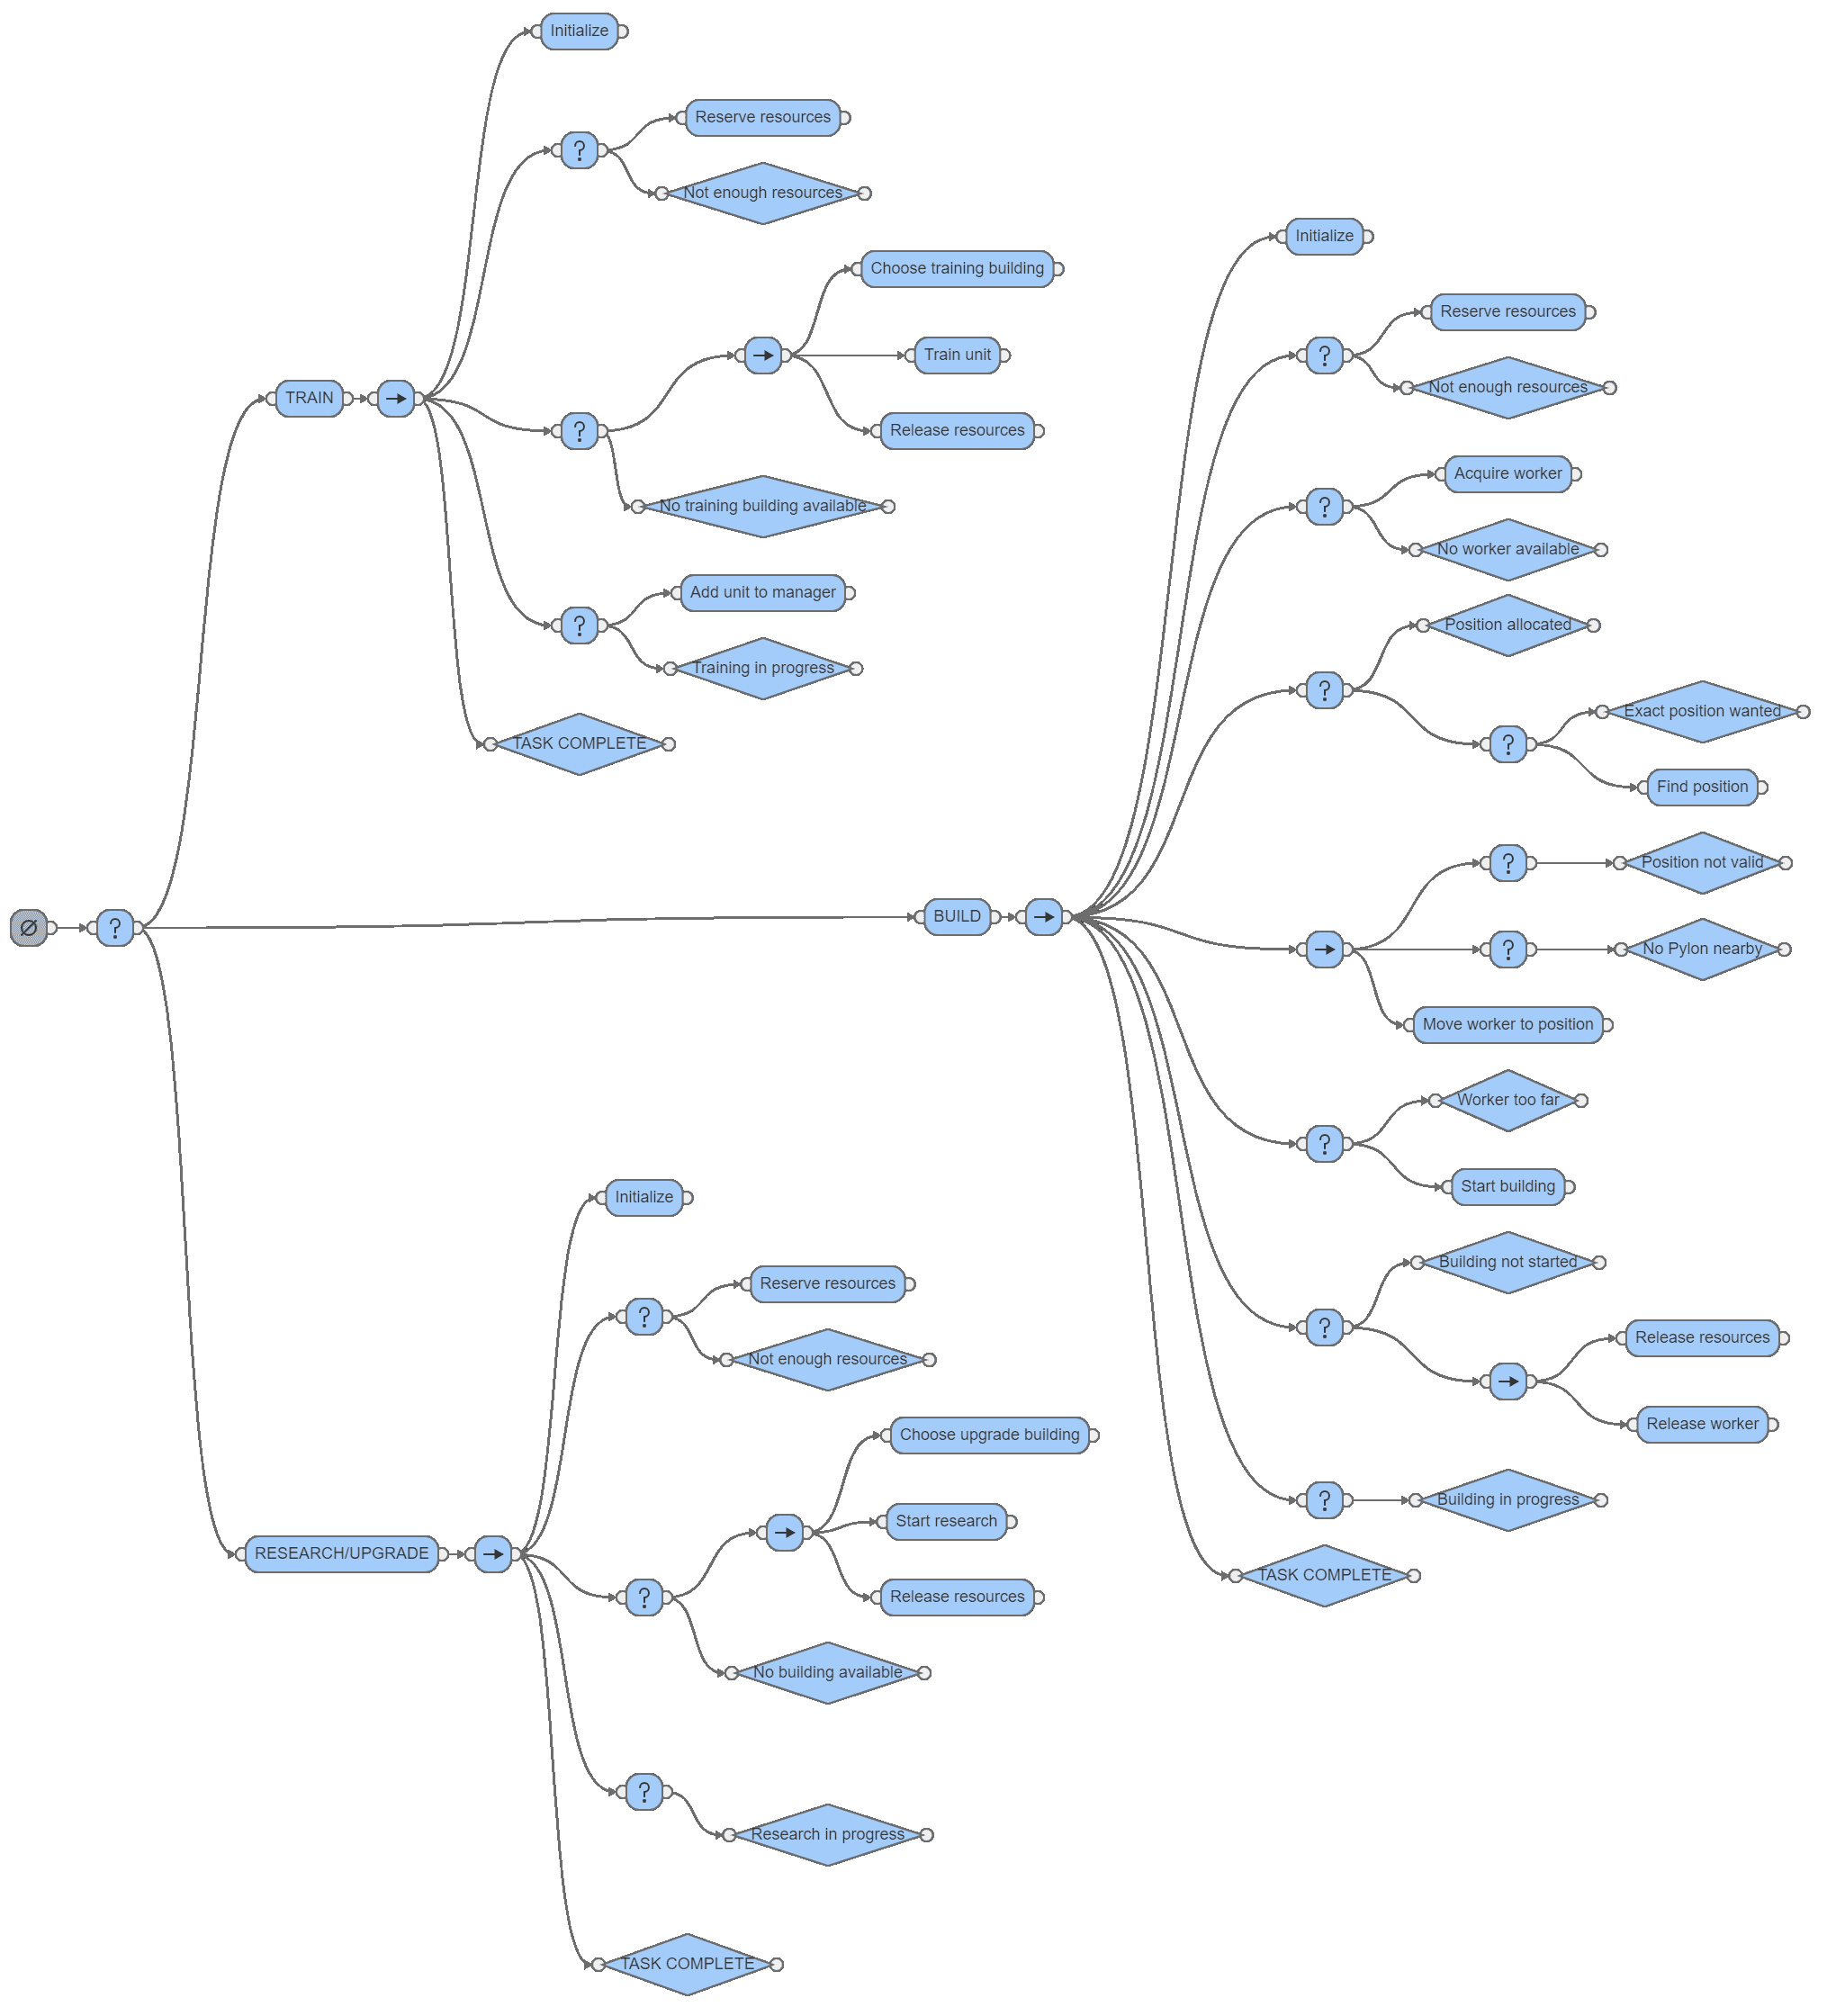 Initialize
Reserve resources
?
Not enough resources
Choose training building
Train unit
→
Release resources
TRAIN
→
?
No training building available
Add unit to manager
?
Training in progress
TASK COMPLETE
∅
?
BUILD
→
Initialize
Reserve resources
?
Not enough resources
Acquire worker
?
No worker available
Position allocated
?
Exact position wanted
?
Find position
?
Position not valid
→
?
No Pylon nearby
Move worker to position
Worker too far
?
Start building
Building not started
?
Release resources
→
Release worker
?
Building in progress
TASK COMPLETE
Initialize
Reserve resources
?
Not enough resources
Choose upgrade building
→
Start research
RESEARCH/UPGRADE
→
?
Release resources
No building available
?
Research in progress
TASK COMPLETE